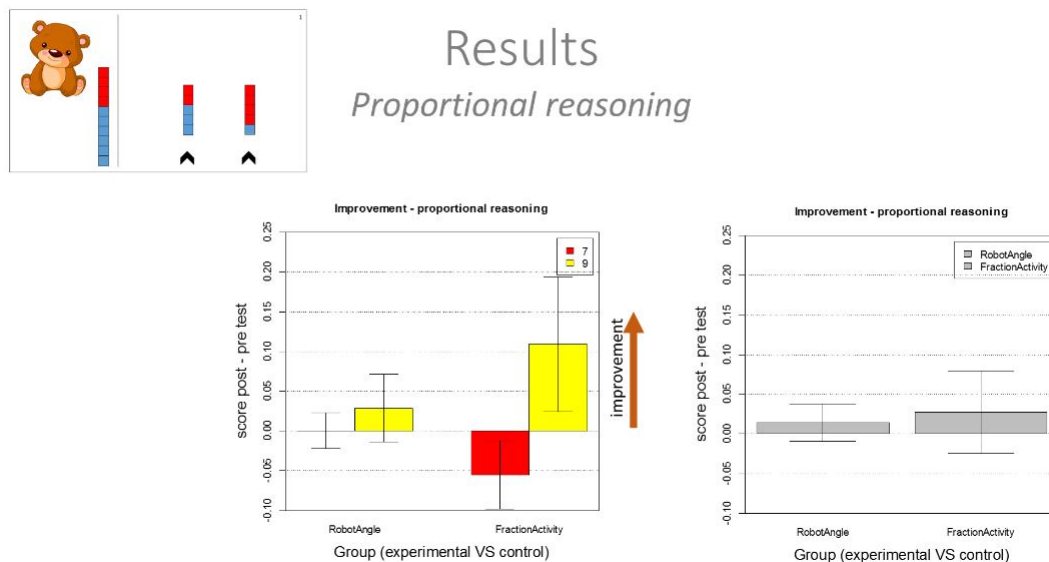 1
Results
Proportional reasoning
Improvement - proportional reasoning
0.25
0.20
0.15
0.10
0.05
0.00
-0.05
-0.10
score post - pre test
7
9
RobotAngle
FractionActivity
Group (experimental VS control)
improvement
Improvement - proportional reasoning
0.25
0.20
0.15
0.10
0.05
0.00
-0.05
-0.10
score post - pre test
RobotAngle
FractionActivity
RobotAngle
FractionActivity
Group (experimental VS control)